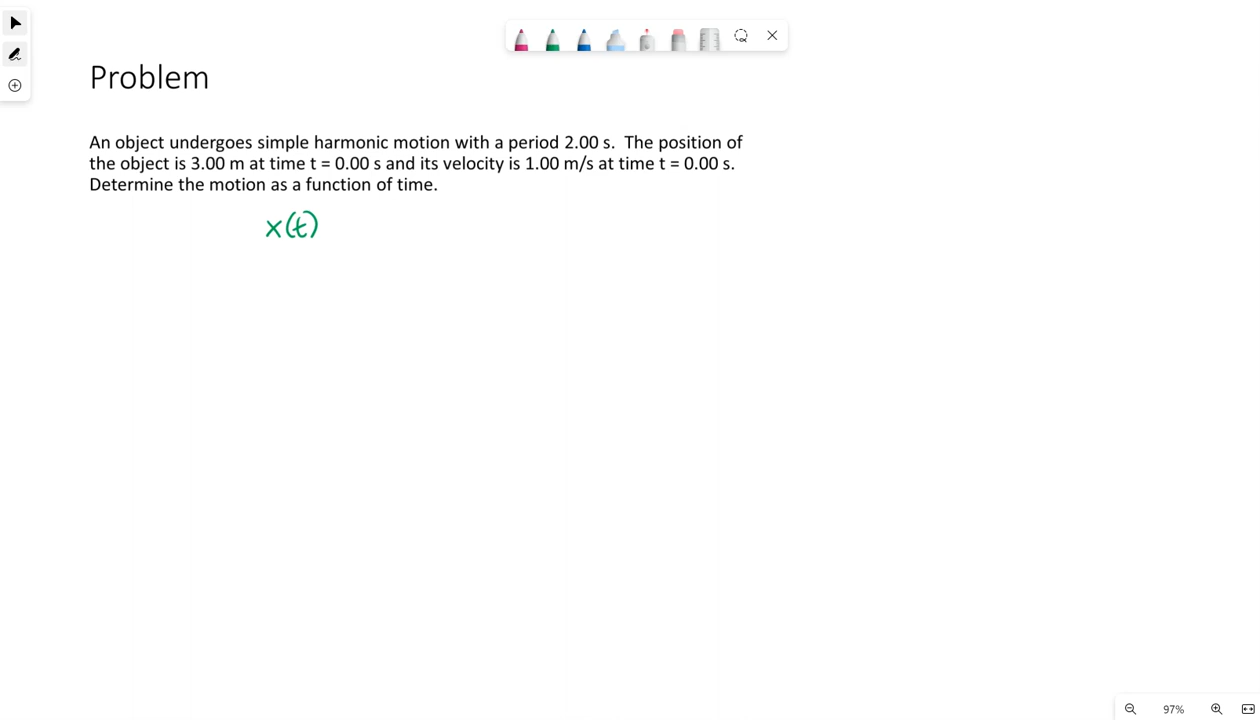 Problem
An object undergoes simple harmonic motion with a period 2.00 s. The position of
the object is 3.00 m at time t = 0.00 s and its velocity is 1.00 m/s at time t = 0.00 s.
Determine the motion as a function of time.
x(t)
97%